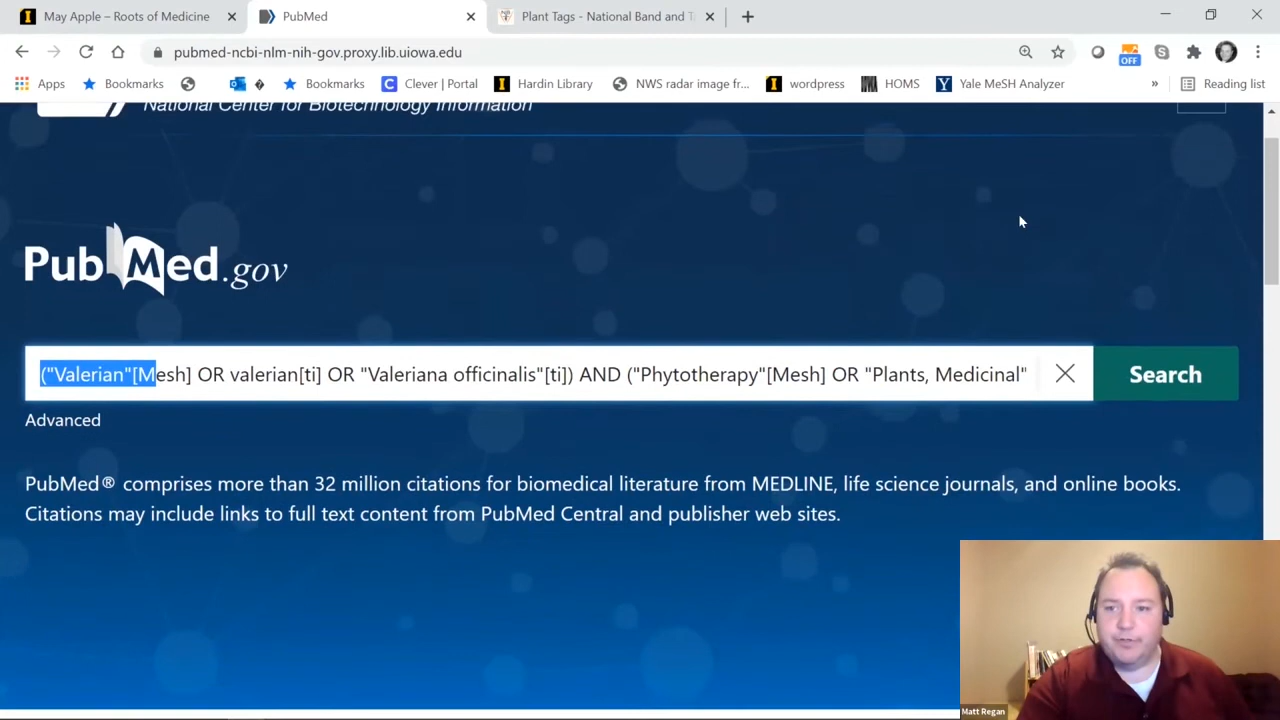 May Apple – Roots of Medicine
PubMed
Plant Tags - National Band and T
pubmed-ncbi-nlm-nih-gov.proxy.lib.uiowa.edu
OFF
Apps
Bookmarks
Bookmarks
Clever | Portal
Hardin Library
NWS radar image fr...
wordpress
HOMS
Yale MeSH Analyzer
»
Reading list
National Center for Biotechnology Information
PubMed.gov
("Valerian"[Mesh] OR valerian[ti] OR "Valeriana officinalis"[ti]) AND ("Phytotherapy"[Mesh] OR "Plants, Medicinal"
Search
Advanced
PubMed® comprises more than 32 million citations for biomedical literature from MEDLINE, life science journals, and online books.
Citations may include links to full text content from PubMed Central and publisher web sites.
Matt Regan